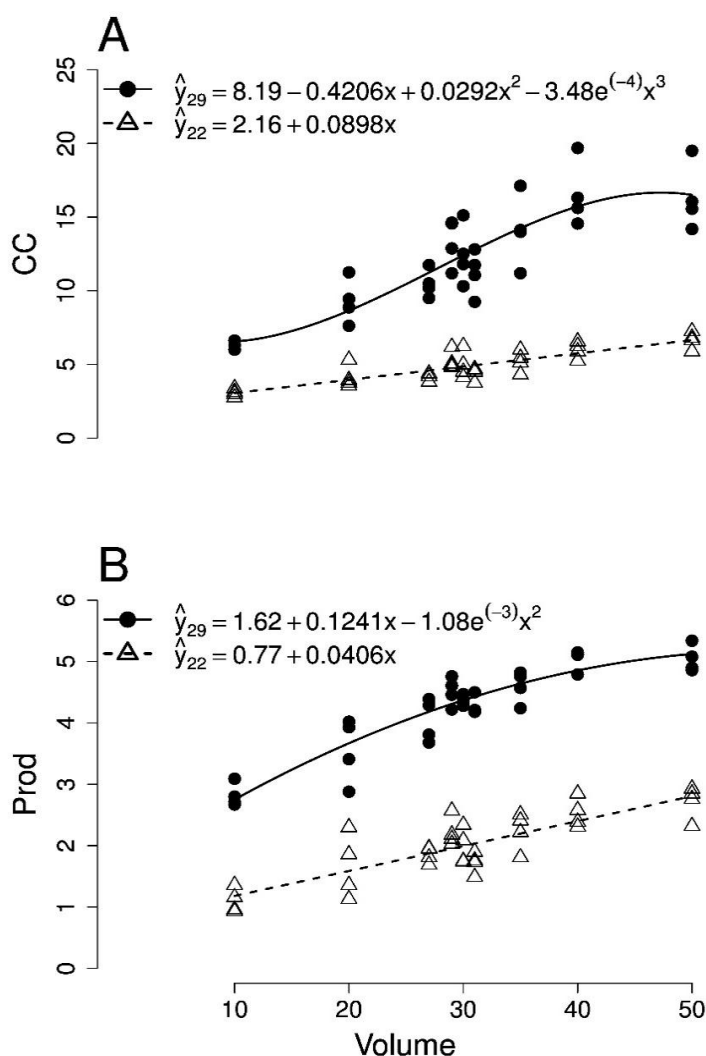 A
25
ŷ₂₉ = 8.19 − 0.4206x + 0.0292x² − 3.48e⁽⁻⁴⁾x³
ŷ₂₂ = 2.16 + 0.0898x
20
15
CC
10
5
0
B
6
ŷ₂₉ = 1.62 + 0.1241x − 1.08e⁽⁻³⁾x²
ŷ₂₂ = 0.77 + 0.0406x
5
4
3
Prod
2
1
0
10 20 30 40 50
Volume